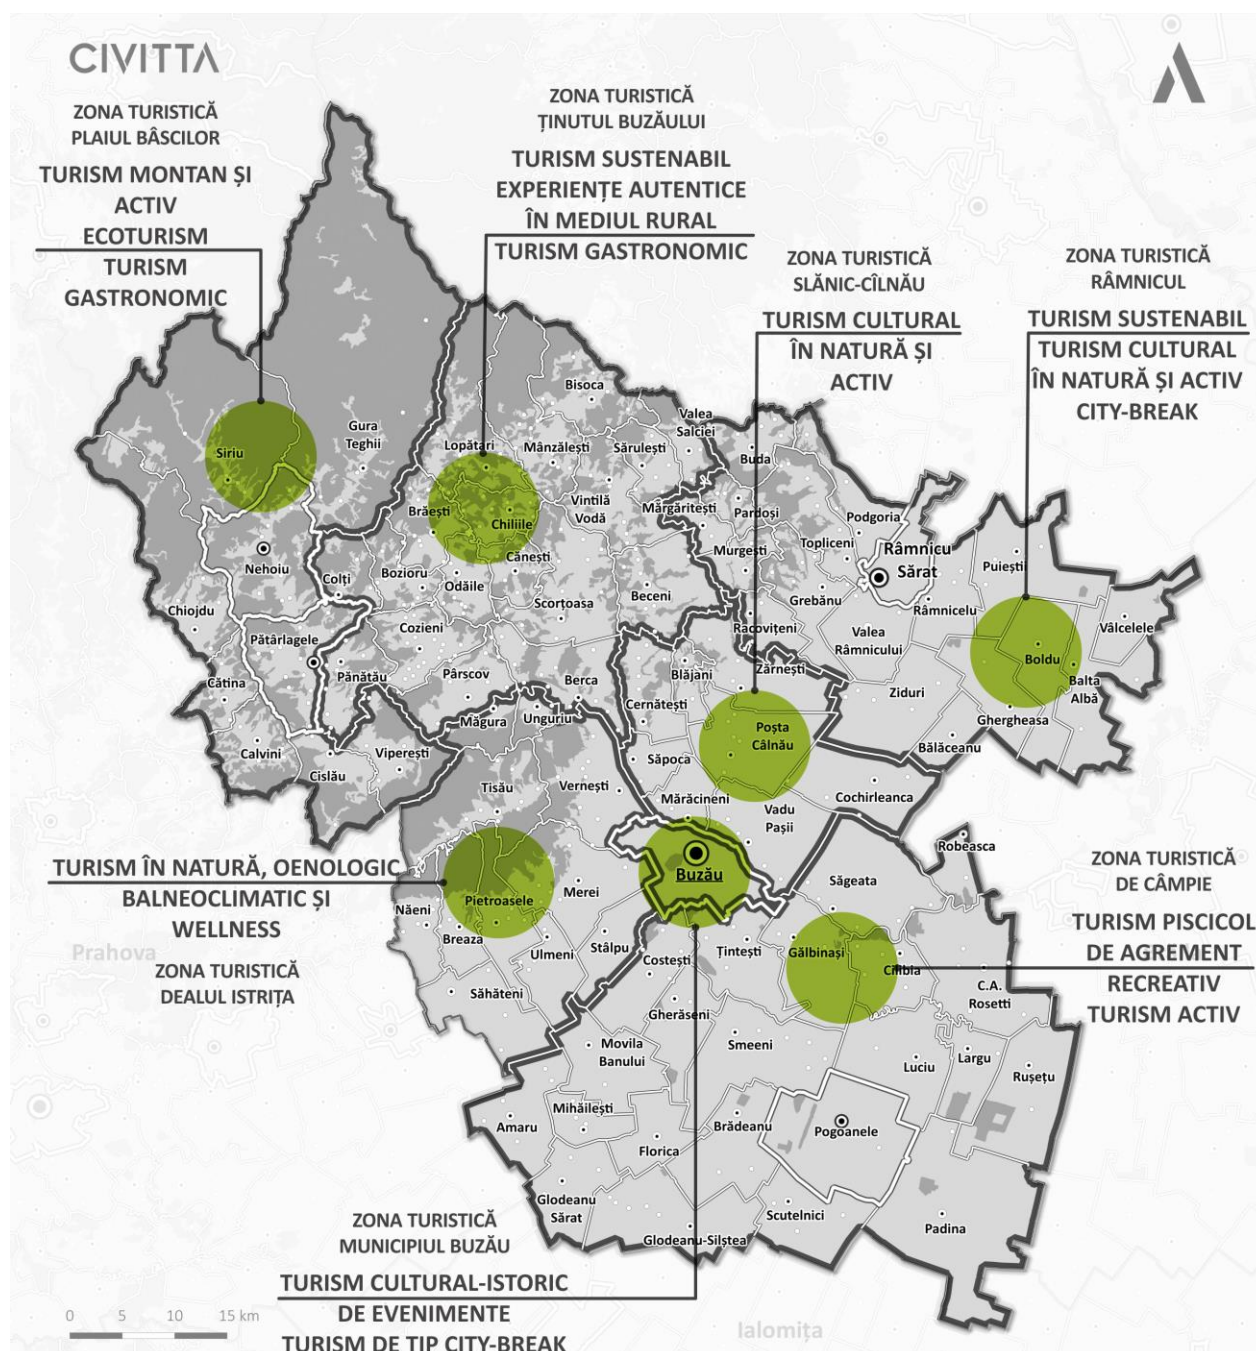 CIVITTA
ZONA TURISTICĂ
PLAIUL BÂSCILOR
TURISM MONTAN ȘI
ACTIV
ECOTURISM
TURISM
GASTRONOMIC
ZONA TURISTICĂ
ȚINUTUL BUZĂULUI
TURISM SUSTENABIL
EXPERIENȚE AUTENTICE
ÎN MEDIUL RURAL
TURISM GASTRONOMIC
ZONA TURISTICĂ
SLĂNIC-CÎLNĂU
TURISM CULTURAL
ÎN NATURĂ ȘI
ACTIV
ZONA TURISTICĂ
RÂMNICUL
TURISM SUSTENABIL
TURISM CULTURAL
ÎN NATURĂ ȘI ACTIV
CITY-BREAK
Bisoca
Gura
Teghii
Valea
Salciei
Lopătari
Mânzălești
Sărulești
Siriu
Buda
Brăești
Chiliile
Vintilă
Vodă
Mărgăritești
Pardoși
Podgoria
Topliceni
Murgești
Râmnicu
Sărat
Puieștii
Nehoiu
Colți
Bozioru
Odăile
Cănești
Scorțoasa
Beceni
Grebănu
Râmnicelu
Chiojdu
Cozieni
Racovițeni
Valea
Râmnicului
Vâlcelele
Pătârlagele
Pănătău
Pârscov
Blăjani
Zărnești
Boldu
Balta
Albă
Cătina
Berca
Cernătești
Ziduri
Ghergheasa
Calvini
Măgura
Unguriu
Poșta
Câlnău
Bălăceanu
Cislău
Viperești
Săpoca
Tisău
Vernești
Mărăcineni
Vadu
Pașii
Cochirleanca
Robeasca
Buzău
TURISM ÎN NATURĂ, OENOLOGIC
BALNEOCLIMATIC ȘI
WELLNESS
ZONA TURISTICĂ
DEALUL ISTRIȚA
Prahova
Merei
Săgeata
Pietroasele
Năeni
Breaza
Ulmeni
Stâlpu
Costești
Țintești
Gălbinași
Cilibia
C.A.
Rosetti
ZONA TURISTICĂ
DE CÂMPIE
TURISM PISCICOL
DE AGREMENT
RECREATIV
TURISM ACTIV
Săhăteni
Gherăseni
Movila
Banului
Smeeni
Luciu
Largu
Rușețu
Mihăilești
Amaru
Brădeanu
Pogoanele
Florica
Glodeanu
Sărat
Scutelnici
Padina
Glodeanu-Silștea
ZONA TURISTICĂ
MUNICIPIUL BUZĂU
TURISM CULTURAL-ISTORIC
DE EVENIMENTE
TURISM DE TIP CITY-BREAK
0 5 10 15 km
Ialomița